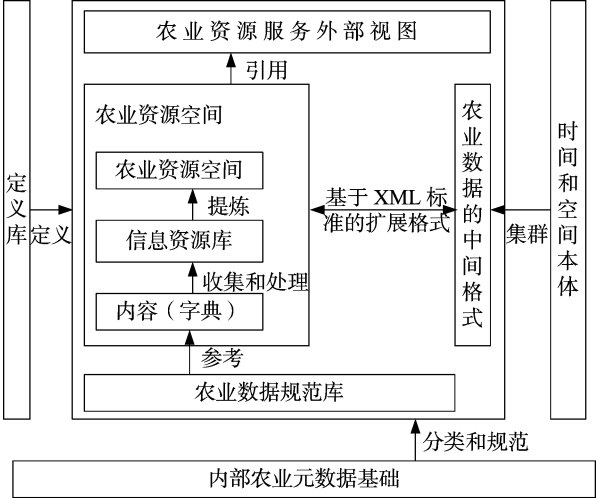 农业资源服务外部视图
引用
农业资源空间
农业资源空间
提炼
信息资源库
收集和处理
内容（字典）
参考
农业数据规范库
定义库
定义
基于 XML 标
准的扩展格式
农业数据的中间格式
集群
时间和空间本体
分类和规范
内部农业元数据基础